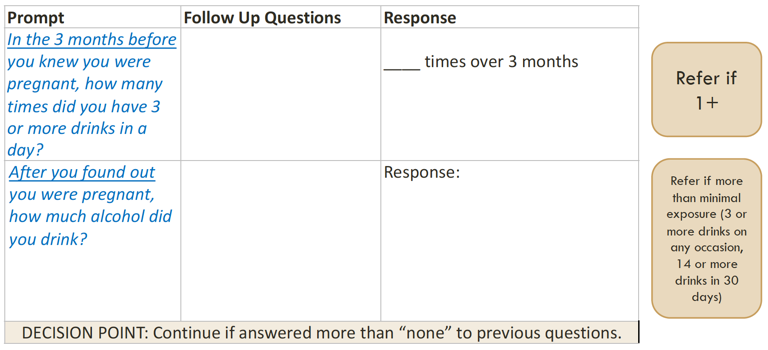 Prompt
Follow Up Questions
Response
In the 3 months before
you knew you were
pregnant, how many
times did you have 3
or more drinks in a
day?
____ times over 3 months
Refer if
1+
After you found out
you were pregnant,
how much alcohol did
you drink?
Response:
Refer if more
than minimal
exposure (3 or
more drinks on
any occasion,
14 or more
drinks in 30
days)
DECISION POINT: Continue if answered more than “none” to previous questions.